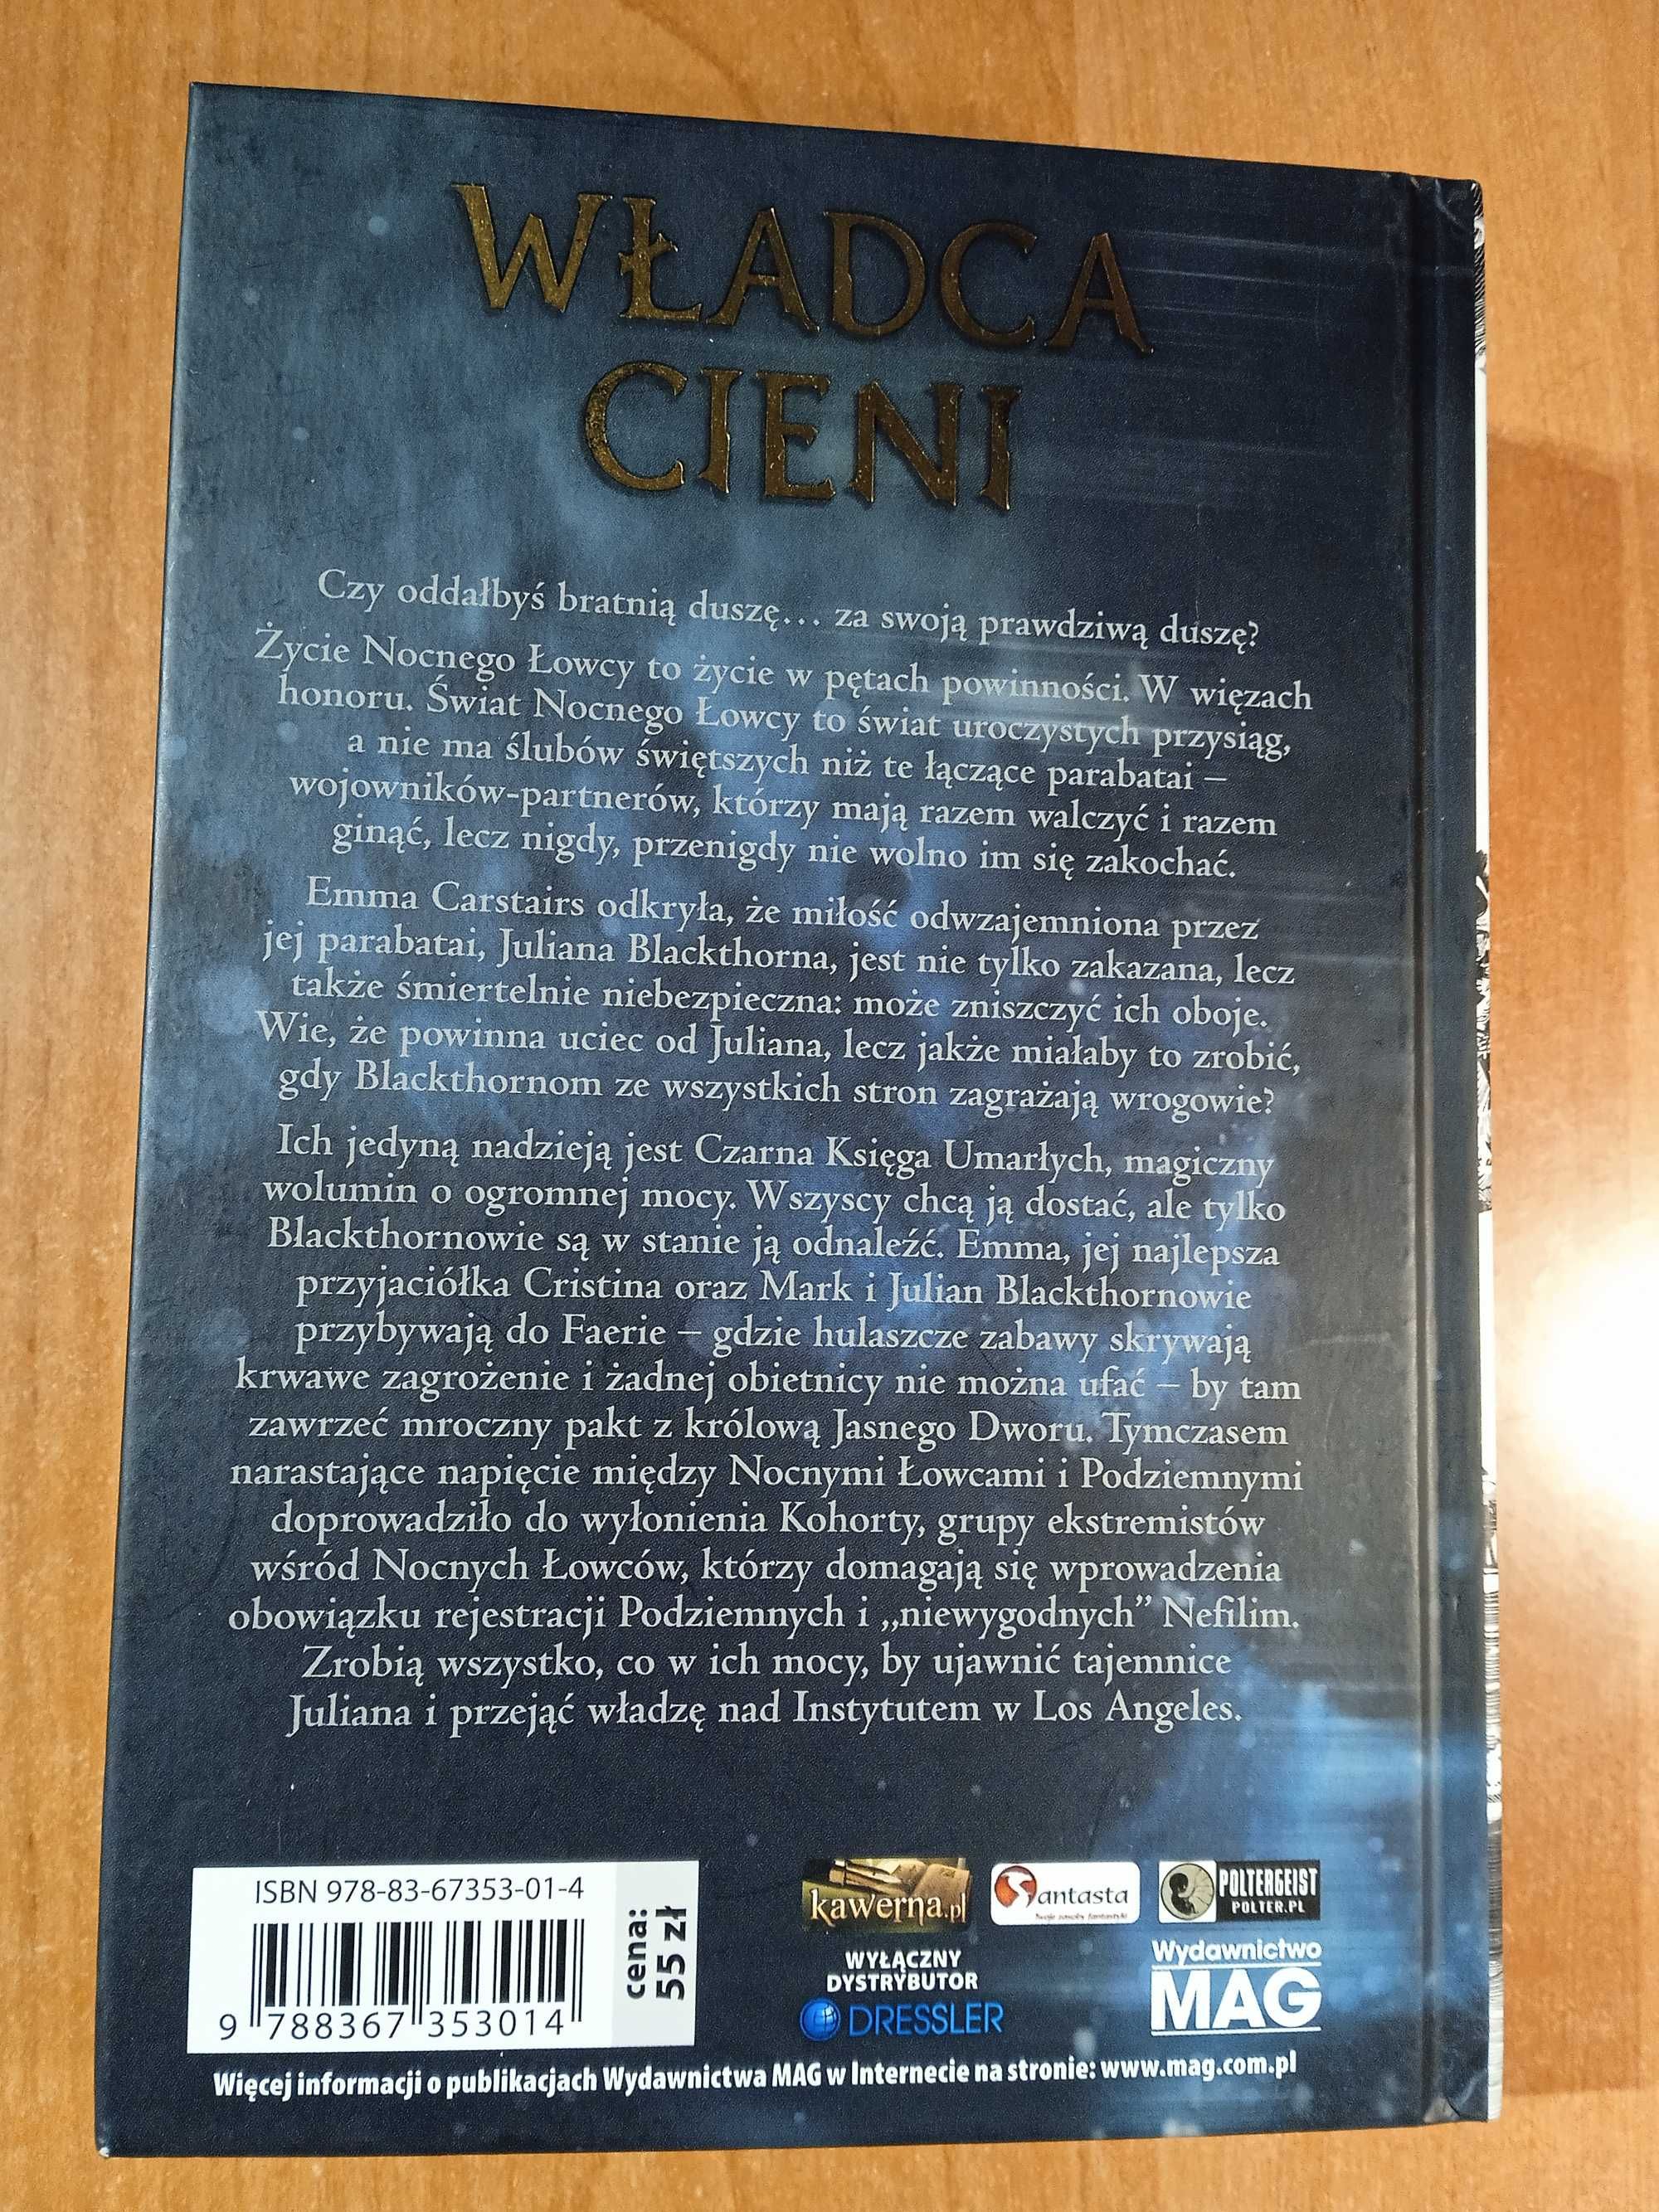 WŁADCA
CIENI
Czy oddałbyś bratnią duszę... za swoją prawdziwą duszę?
Życie Nocnego Łowcy to życie w pętach powinności. W więzach
honoru. Świat Nocnego Łowcy to świat uroczystych przysiąg,
a nie ma ślubów świętszych niż te łączące parabatai –
wojowników-partnerów, którzy mają razem walczyć i razem
ginąć, lecz nigdy, przenigdy nie wolno im się zakochać.
Emma Carstairs odkryła, że miłość odwzajemniona przez
jej parabatai, Juliana Blackthorna, jest nie tylko zakazana, lecz
także śmiertelnie niebezpieczna: może zniszczyć ich oboje.
Wie, że powinna uciec od Juliana, lecz jakże miałaby to zrobić,
gdy Blackthornom ze wszystkich stron zagrażają wrogowie?
Ich jedyną nadzieją jest Czarna Księga Umarłych, magiczny
wolumin o ogromnej mocy. Wszyscy chcą ją dostać, ale tylko
Blackthornowie są w stanie ją odnaleźć. Emma, jej najlepsza
przyjaciółka Cristina oraz Mark i Julian Blackthornowie
przybywają do Faerie – gdzie hulaszcze zabawy skrywają
krwawe zagrożenie i żadnej obietnicy nie można ufać – by tam
zawrzeć mroczny pakt z królową Jasnego Dworu. Tymczasem
narastające napięcie między Nocnymi Łowcami i Podziemnymi
doprowadziło do wyłonienia Kohorty, grupy ekstremistów
wśród Nocnych Łowców, którzy domagają się wprowadzenia
obowiązku rejestracji Podziemnych i „niewygodnych” Nefilim.
Zrobią wszystko, co w ich mocy, by ujawnić tajemnice
Juliana i przejąć władzę nad Instytutem w Los Angeles.
ISBN 978-83-67353-01-4
9 788367 353014
cena:
55 zł
kawerna.pl
Fantasta
Twoje zasoby fantastyki
POLTERGEIST
POLTER.PL
WYŁĄCZNY
DYSTRYBUTOR
DRESSLER
Wydawnictwo
MAG
Więcej informacji o publikacjach Wydawnictwa MAG w Internecie na stronie: www.mag.com.pl